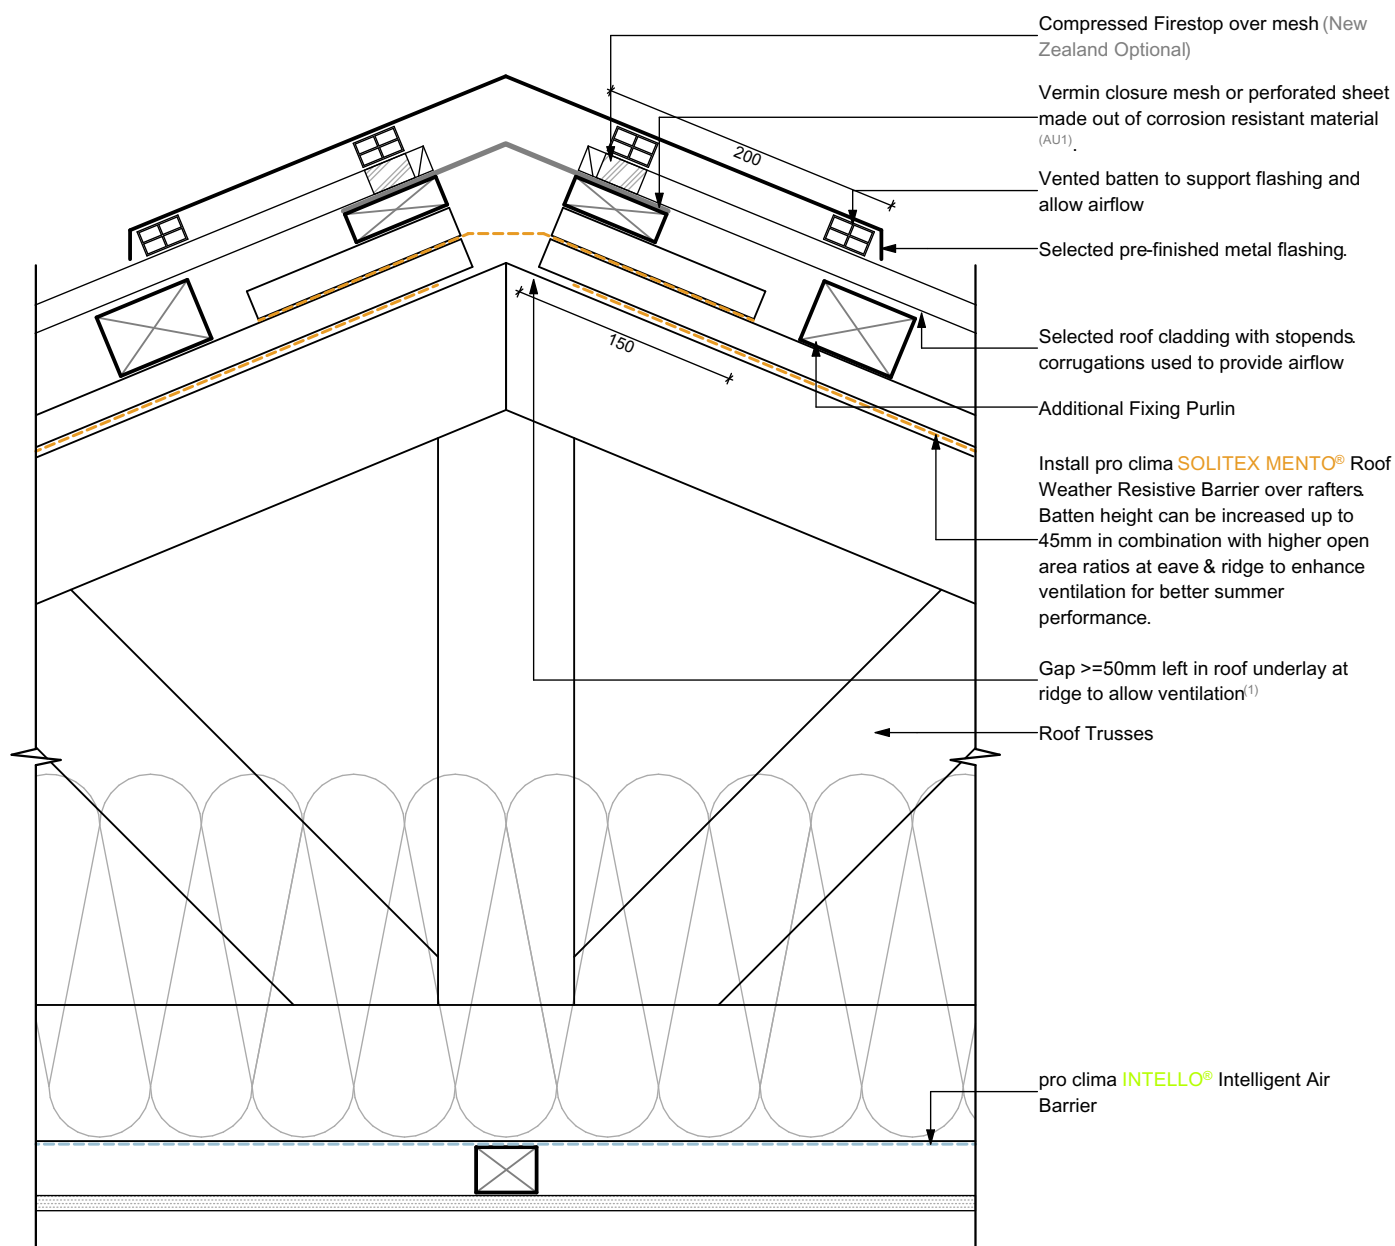 Compressed Firestop over mesh (New
Zealand Optional)
Vermin closure mesh or perforated sheet
made out of corrosion resistant material
(AU1).
200
Vented batten to support flashing and
allow airflow
Selected pre-finished metal flashing.
Selected roof cladding with stopends.
corrugations used to provide airflow
150
Additional Fixing Purlin
Install pro clima SOLITEX MENTO® Roof
Weather Resistive Barrier over rafters.
Batten height can be increased up to
45mm in combination with higher open
area ratios at eave & ridge to enhance
ventilation for better summer
performance.
Gap >=50mm left in roof underlay at
ridge to allow ventilation(1)
Roof Trusses
pro clima INTELLO® Intelligent Air
Barrier